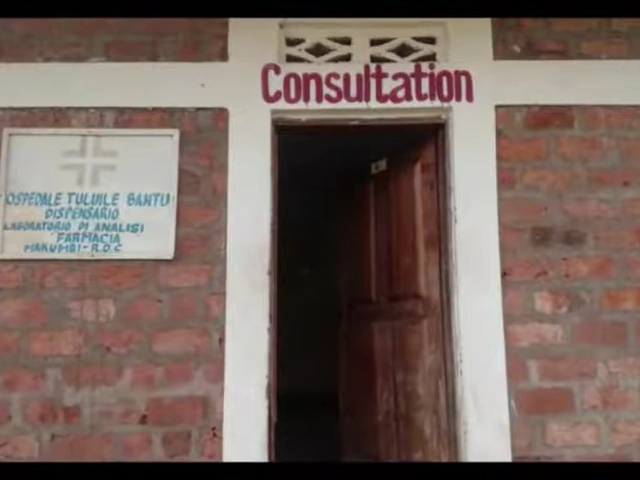 Consultation
OSPEDALE TULUILE BANTU
DISPENSARIO
LABORATORIO DI ANALISI
FARMACIA
MAKUMBI - R.D.C